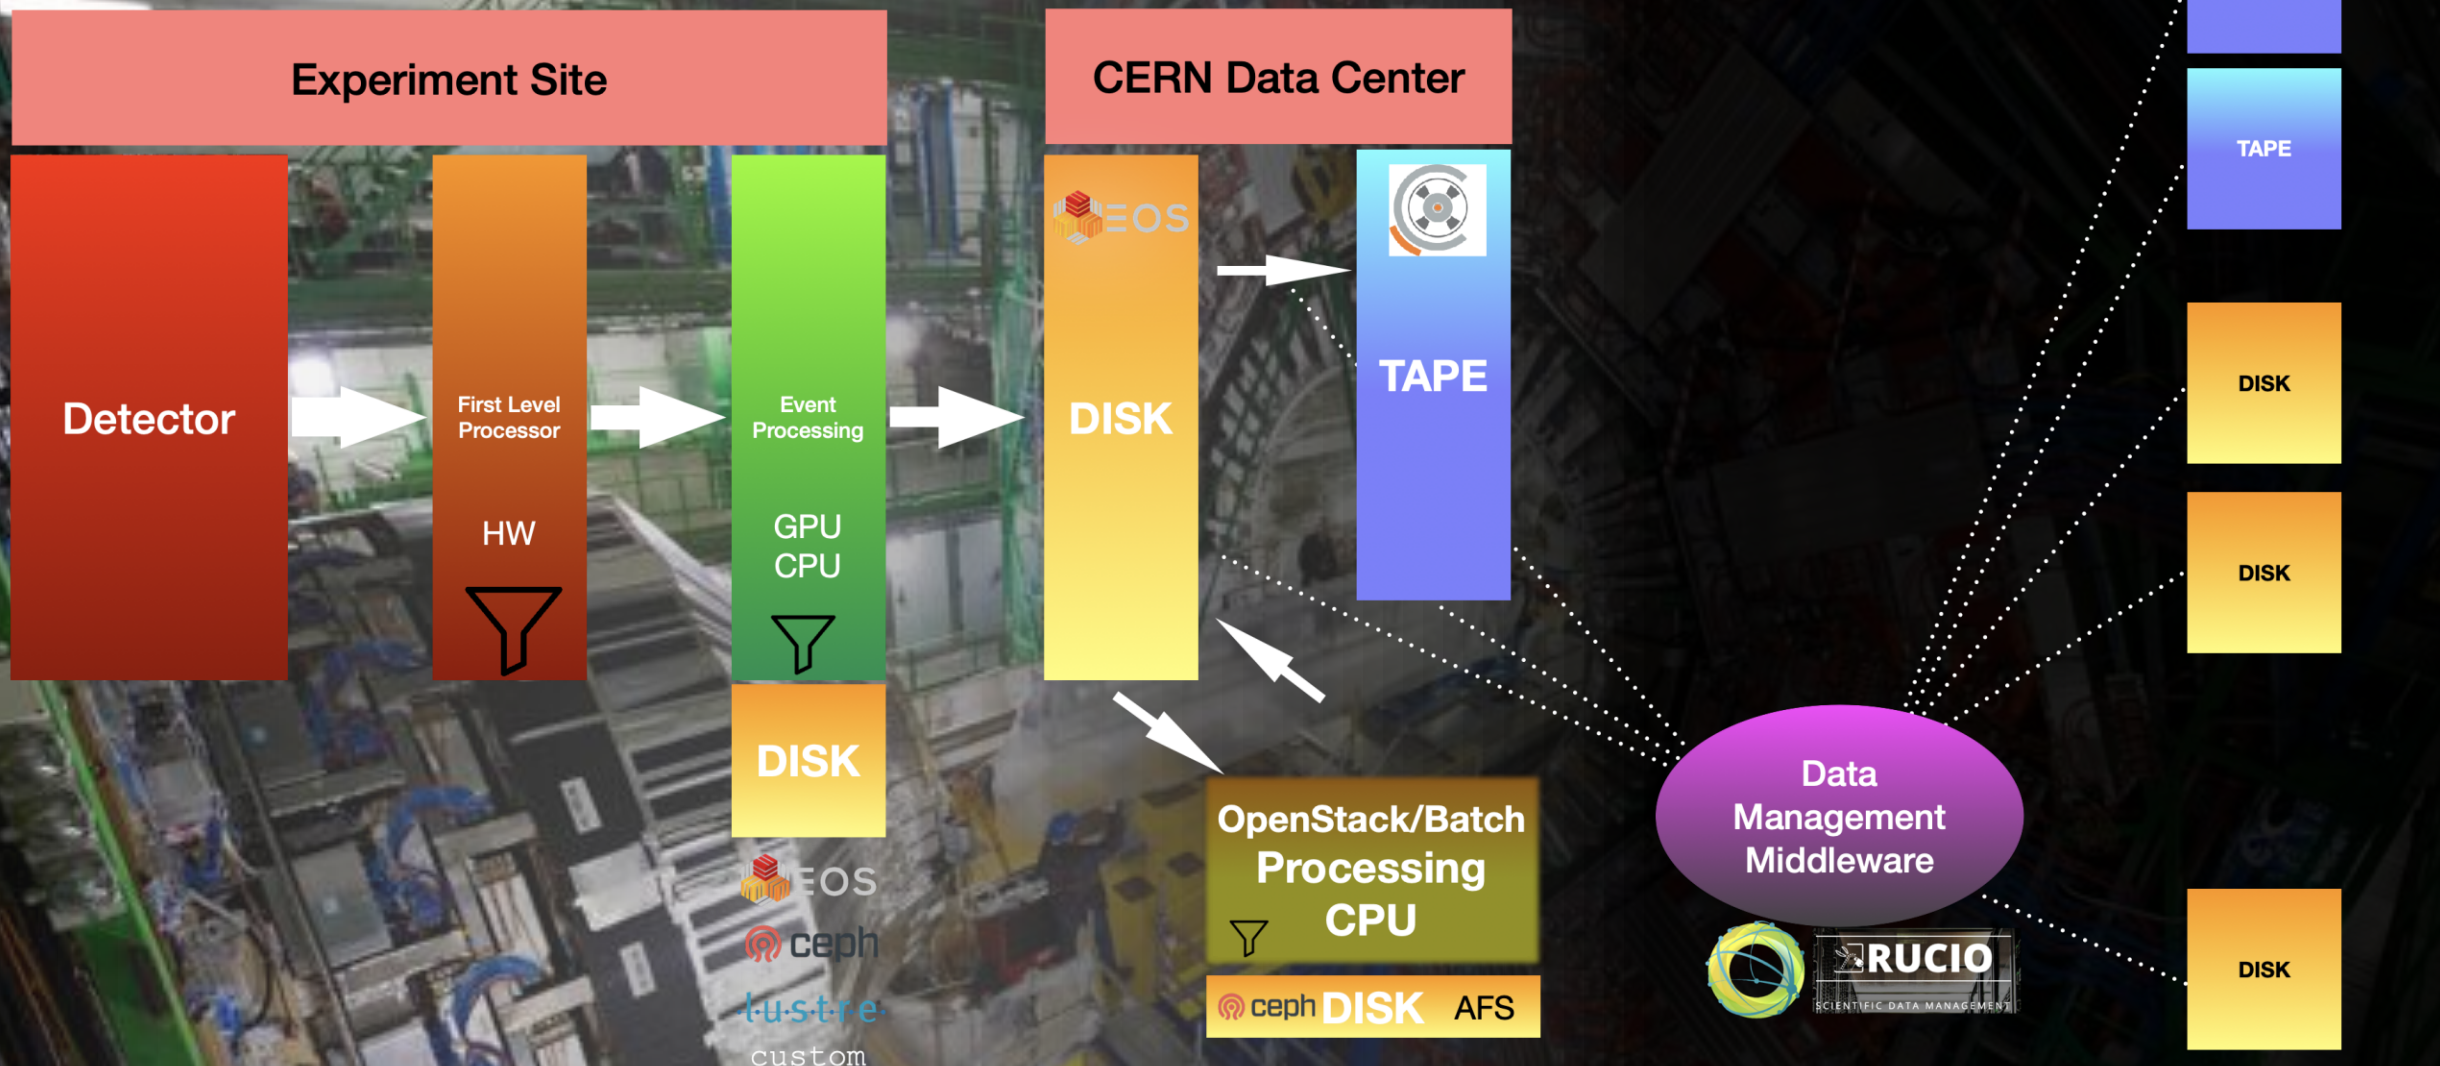 Experiment Site
CERN Data Center
Detector
First Level
Processor
HW
Event
Processing
GPU
CPU
DISK
EOS
ceph
lustre
custom
EOS
DISK
TAPE
OpenStack/Batch
Processing
CPU
ceph DISK AFS
Data
Management
Middleware
RUCIO
SCIENTIFIC DATA MANAGEMENT
TAPE
DISK
DISK
DISK